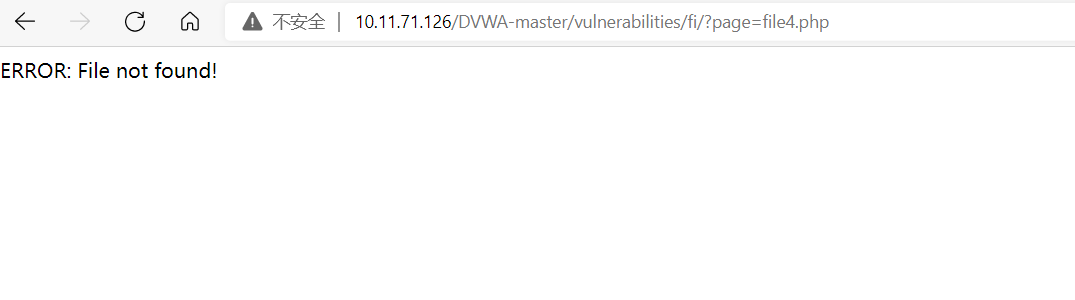 不安全 | 10.11.71.126/DVWA-master/vulnerabilities/fi/?page=file4.php
ERROR: File not found!